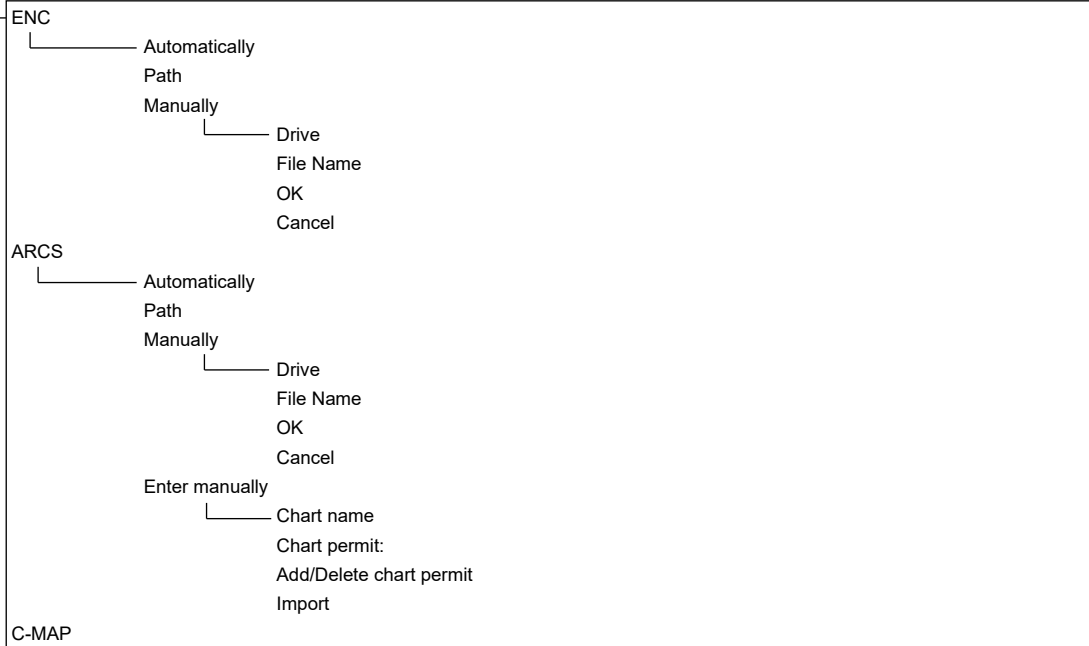 ENC
Automatically
Path
Manually
Drive
File Name
OK
Cancel
ARCS
Automatically
Path
Manually
Drive
File Name
OK
Cancel
Enter manually
Chart name
Chart permit:
Add/Delete chart permit
Import
C-MAP